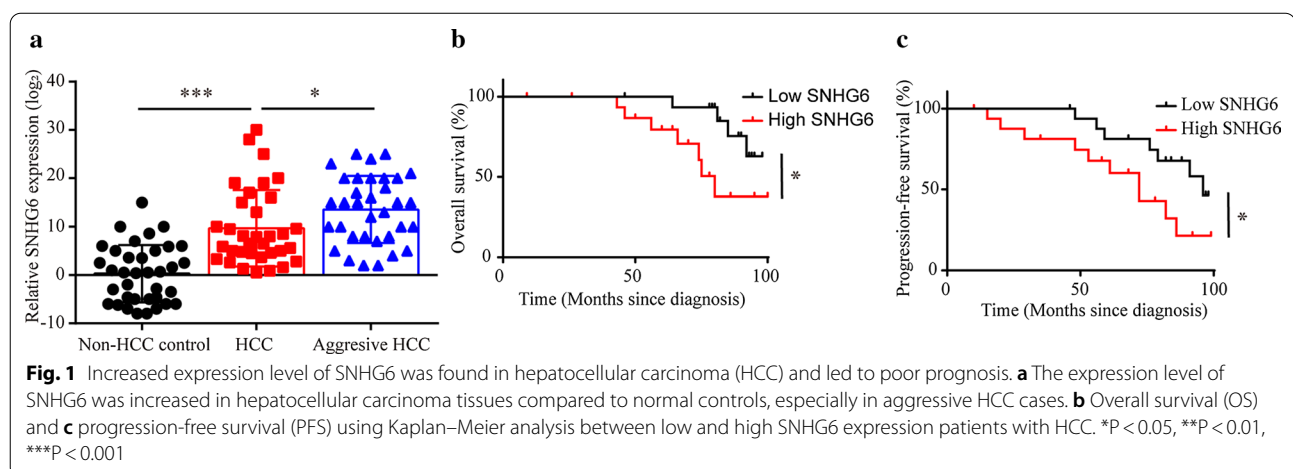 a
Relative SNHG6 expression (log₂)
40
30
20
10
0
-10
***
*
Non-HCC control HCC Aggresive HCC
b
Overall survival (%)
100
50
0
0 50 100
Low SNHG6
High SNHG6
*
Time (Months since diagnosis)
c
Progression-free survival (%)
100
50
0
50 100
Low SNHG6
High SNHG6
*
Time (Months since diagnosis)
Fig. 1 Increased expression level of SNHG6 was found in hepatocellular carcinoma (HCC) and led to poor prognosis. a The expression level of
SNHG6 was increased in hepatocellular carcinoma tissues compared to normal controls, especially in aggressive HCC cases. b Overall survival (OS)
and c progression-free survival (PFS) using Kaplan–Meier analysis between low and high SNHG6 expression patients with HCC. *P < 0.05, **P < 0.01,
***P < 0.001